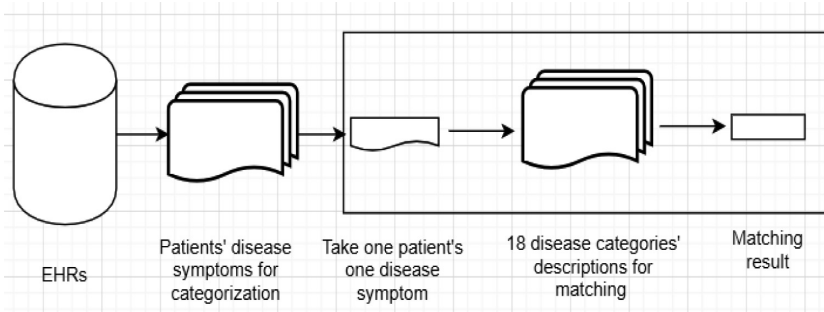 EHRs
Patients' disease
symptoms for
categorization
Take one patient's
one disease
symptom
18 disease categories'
descriptions for
matching
Matching
result